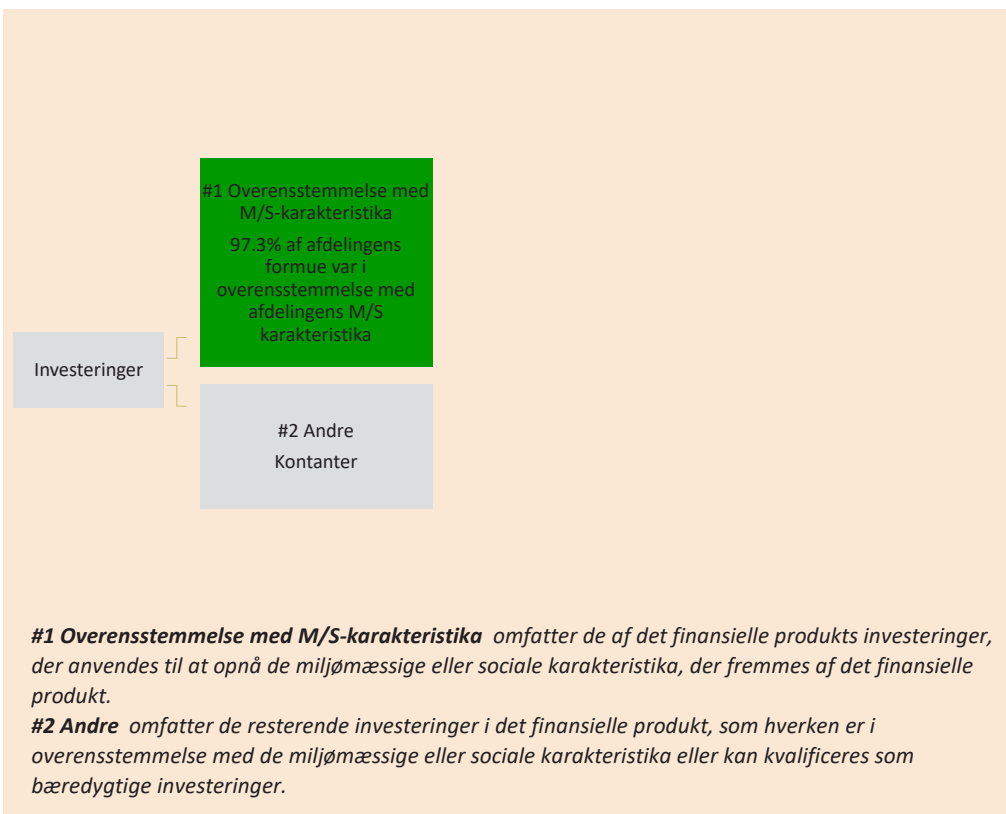 #1 Overensstemmelse med
M/S-karakteristika
97.3% af afdelingens
formue var i
overensstemmelse med
afdelingens M/S
karakteristika
Investeringer
#2 Andre
Kontanter
#1 Overensstemmelse med M/S-karakteristika omfatter de af det finansielle produkts investeringer,
der anvendes til at opnå de miljømæssige eller sociale karakteristika, der fremmes af det finansielle
produkt.
#2 Andre omfatter de resterende investeringer i det finansielle produkt, som hverken er i
overensstemmelse med de miljømæssige eller sociale karakteristika eller kan kvalificeres som
bæredygtige investeringer.